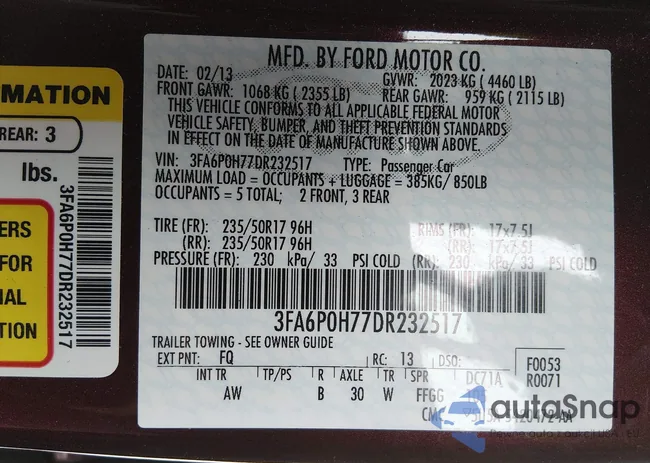 MATION
REAR: 3
lbs.
3FA6P0H77DR232517
ERS
FOR
IAL
TION
MFD. BY FORD MOTOR CO.
DATE: 02/13 GVWR: 2023 KG ( 4460 LB)
FRONT GAWR: 1068 KG ( 2355 LB) REAR GAWR: 959 KG ( 2115 LB)
THIS VEHICLE CONFORMS TO ALL APPLICABLE FEDERAL MOTOR
VEHICLE SAFETY, BUMPER, AND THEFT PREVENTION STANDARDS
IN EFFECT ON THE DATE OF MANUFACTURE SHOWN ABOVE.
VIN: 3FA6P0H77DR232517 TYPE: Passenger Car
MAXIMUM LOAD = OCCUPANTS + LUGGAGE = 385KG/ 850LB
OCCUPANTS = 5 TOTAL; 2 FRONT, 3 REAR
TIRE (FR): 235/50R17 96H RIMS (FR): 17x7.5J
(RR): 235/50R17 96H (RR): 17x7.5J
PRESSURE (FR): 230 kPa/ 33 PSI COLD (RR): 230 kPa/ 33 PSI COLD
3FA6P0H77DR232517
TRAILER TOWING - SEE OWNER GUIDE
EXT PNT: FQ RC: 13 DSO: F0053
R0071
INT TR TP/PS R AXLE TR SPR DC71A
AW B 30 W FFGG
autoSnap